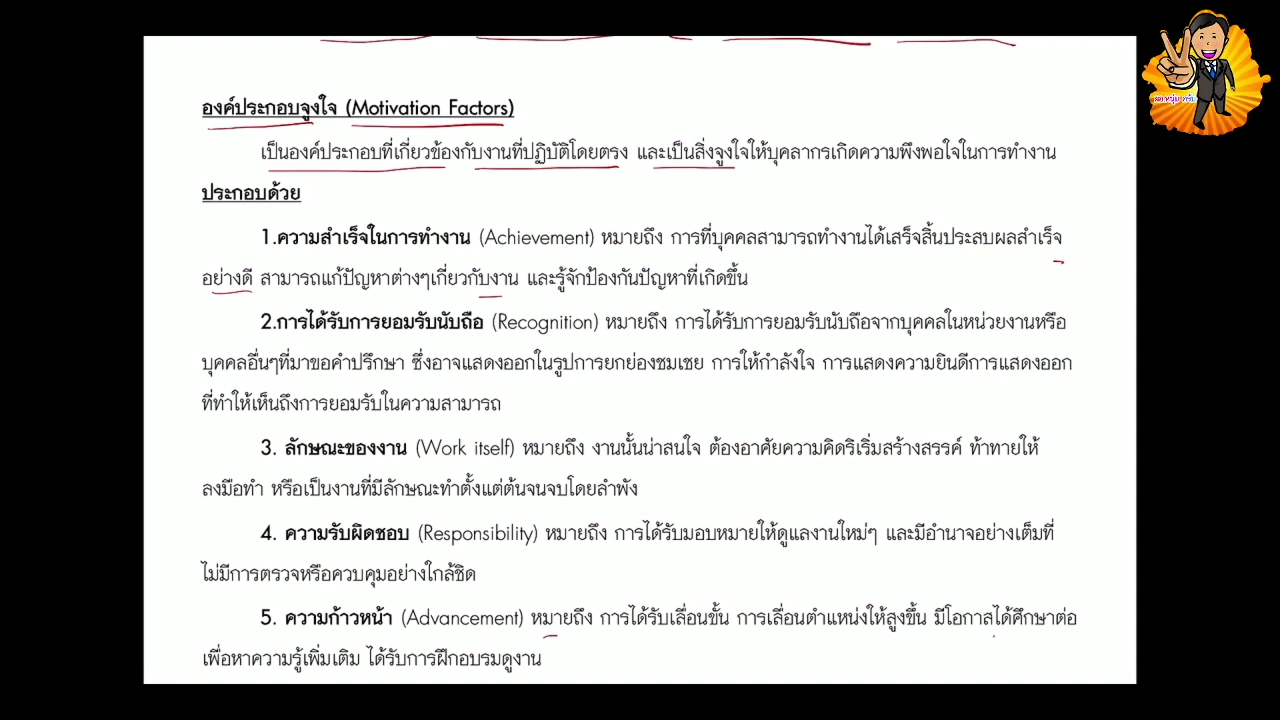 องค์ประกอบจูงใจ (Motivation Factors)
เป็นองค์ประกอบที่เกี่ยวข้องกับงานที่ปฏิบัติโดยตรง และเป็นสิ่งจูงใจให้บุคลากรเกิดความพึงพอใจในการทำงาน
ประกอบด้วย
1.ความสำเร็จในการทำงาน (Achievement) หมายถึง การที่บุคคลสามารถทำงานได้เสร็จสิ้นประสบผลสำเร็จ
อย่างดี สามารถแก้ปัญหาต่างๆเกี่ยวกับงาน และรู้จักป้องกันปัญหาที่เกิดขึ้น
2.การได้รับการยอมรับนับถือ (Recognition) หมายถึง การได้รับการยอมรับนับถือจากบุคคลในหน่วยงานหรือ
บุคคลอื่นๆที่มาขอคำปรึกษา ซึ่งอาจแสดงออกในรูปการยกย่องชมเชย การให้กำลังใจ การแสดงความยินดีการแสดงออก
ที่ทำให้เห็นถึงการยอมรับในความสามารถ
3. ลักษณะของงาน (Work itself) หมายถึง งานนั้นน่าสนใจ ต้องอาศัยความคิดริเริ่มสร้างสรรค์ ท้าทายให้
ลงมือทำ หรือเป็นงานที่มีลักษณะทำตั้งแต่ต้นจนจบโดยลำพัง
4. ความรับผิดชอบ (Responsibility) หมายถึง การได้รับมอบหมายให้ดูแลงานใหม่ๆ และมีอำนาจอย่างเต็มที่
ไม่มีการตรวจหรือควบคุมอย่างใกล้ชิด
5. ความก้าวหน้า (Advancement) หมายถึง การได้รับเลื่อนขั้น การเลื่อนตำแหน่งให้สูงขึ้น มีโอกาสได้ศึกษาต่อ
เพื่อหาความรู้เพิ่มเติม ได้รับการฝึกอบรมดูงาน